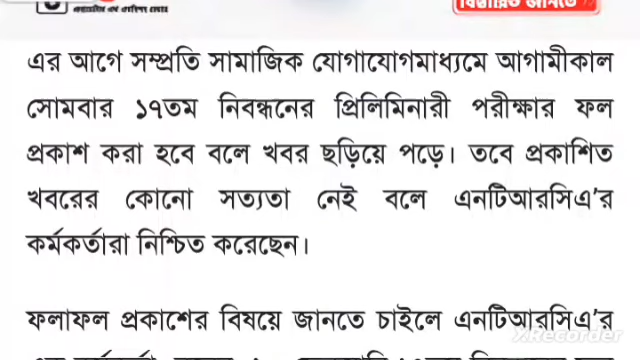 বিস্তারিত জানতে
এর আগে সম্প্রতি সামাজিক যোগাযোগমাধ্যমে আগামীকাল
সোমবার ১৭তম নিবন্ধনের প্রিলিমিনারী পরীক্ষার ফল
প্রকাশ করা হবে বলে খবর ছড়িয়ে পড়ে। তবে প্রকাশিত
খবরের কোনো সত্যতা নেই বলে এনটিআরসিএ’র
কর্মকর্তারা নিশ্চিত করেছেন।
ফলাফল প্রকাশের বিষয়ে জানতে চাইলে এনটিআরসিএ’র
XRecorder